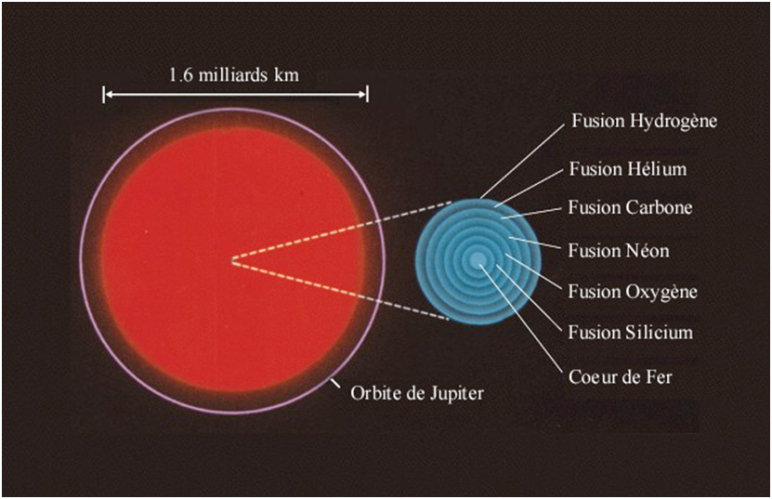 1.6 milliards km
Fusion Hydrogène
Fusion Hélium
Fusion Carbone
Fusion Néon
Fusion Oxygène
Fusion Silicium
Coeur de Fer
Orbite de Jupiter